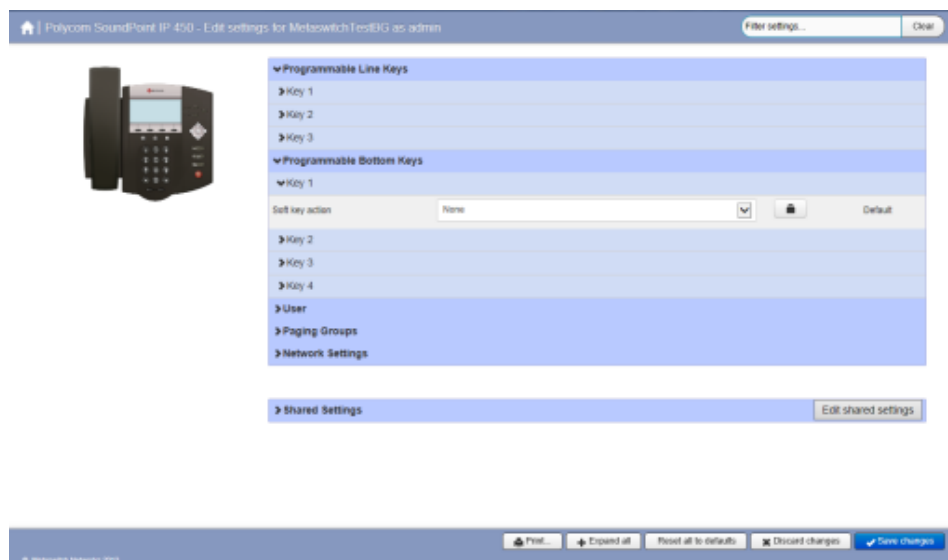 Polycom SoundPoint IP 450 - Edit settings for MetaswitchTestBG as admin
Filter settings...
Clear
Programmable Line Keys
Key 1
Key 2
Key 3
Programmable Bottom Keys
Key 1
Soft key action
None
Default
Key 2
Key 3
Key 4
User
Paging Groups
Network Settings
Shared Settings
Edit shared settings
Print...
Expand all
Reset all to defaults
Discard changes
Save changes